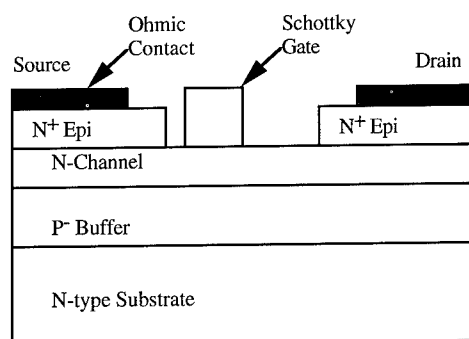 Ohmic
Contact
Schottky
Gate
Source
Drain
N+ Epi
N+ Epi
N-Channel
P- Buffer
N-type Substrate